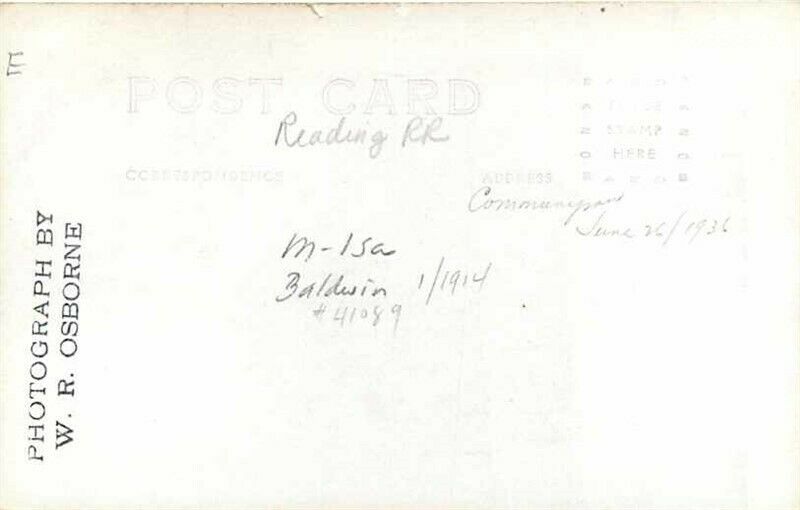 E
POST CARD
PLACE
STAMP
HERE
Reading RR
CORRESPONDENCE
ADDRESS
Communipaw
June 26/1936
M-1sa
Baldwin 1/1914
#41089
PHOTOGRAPH BY
W. R. OSBORNE